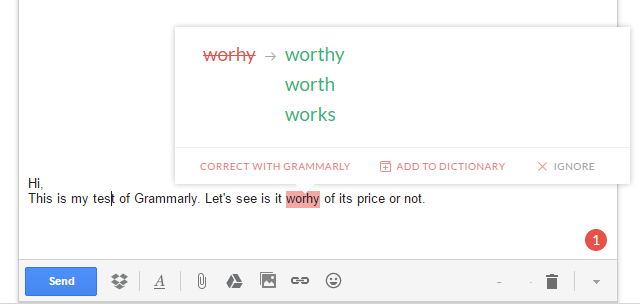 worhy → worthy
worth
works
CORRECT WITH GRAMMARLY ADD TO DICTIONARY IGNORE
Hi,
This is my test of Grammarly. Let's see is it worhy of its price or not.
1
Send A